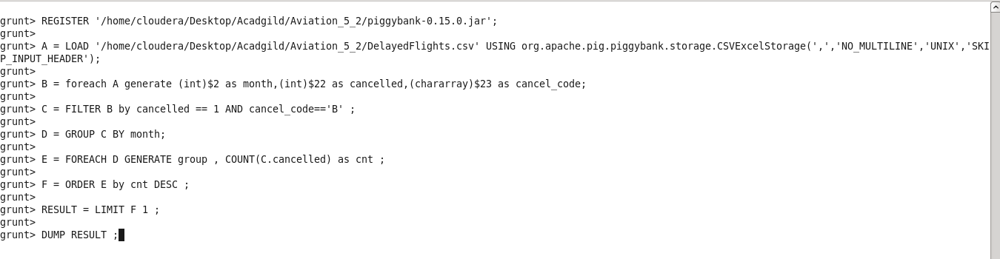 grunt> REGISTER '/home/cloudera/Desktop/Acadgild/Aviation_5_2/piggybank-0.15.0.jar';
grunt>
grunt> A = LOAD '/home/cloudera/Desktop/Acadgild/Aviation_5_2/DelayedFlights.csv' USING org.apache.pig.piggybank.storage.CSVExcelStorage(',','NO_MULTILINE','UNIX','SKI
P_INPUT_HEADER');
grunt>
grunt> B = foreach A generate (int)$2 as month,(int)$22 as cancelled,(chararray)$23 as cancel_code;
grunt>
grunt> C = FILTER B by cancelled == 1 AND cancel_code=='B' ;
grunt>
grunt> D = GROUP C BY month;
grunt>
grunt> E = FOREACH D GENERATE group , COUNT(C.cancelled) as cnt ;
grunt>
grunt> F = ORDER E by cnt DESC ;
grunt>
grunt> RESULT = LIMIT F 1 ;
grunt>
grunt> DUMP RESULT ;